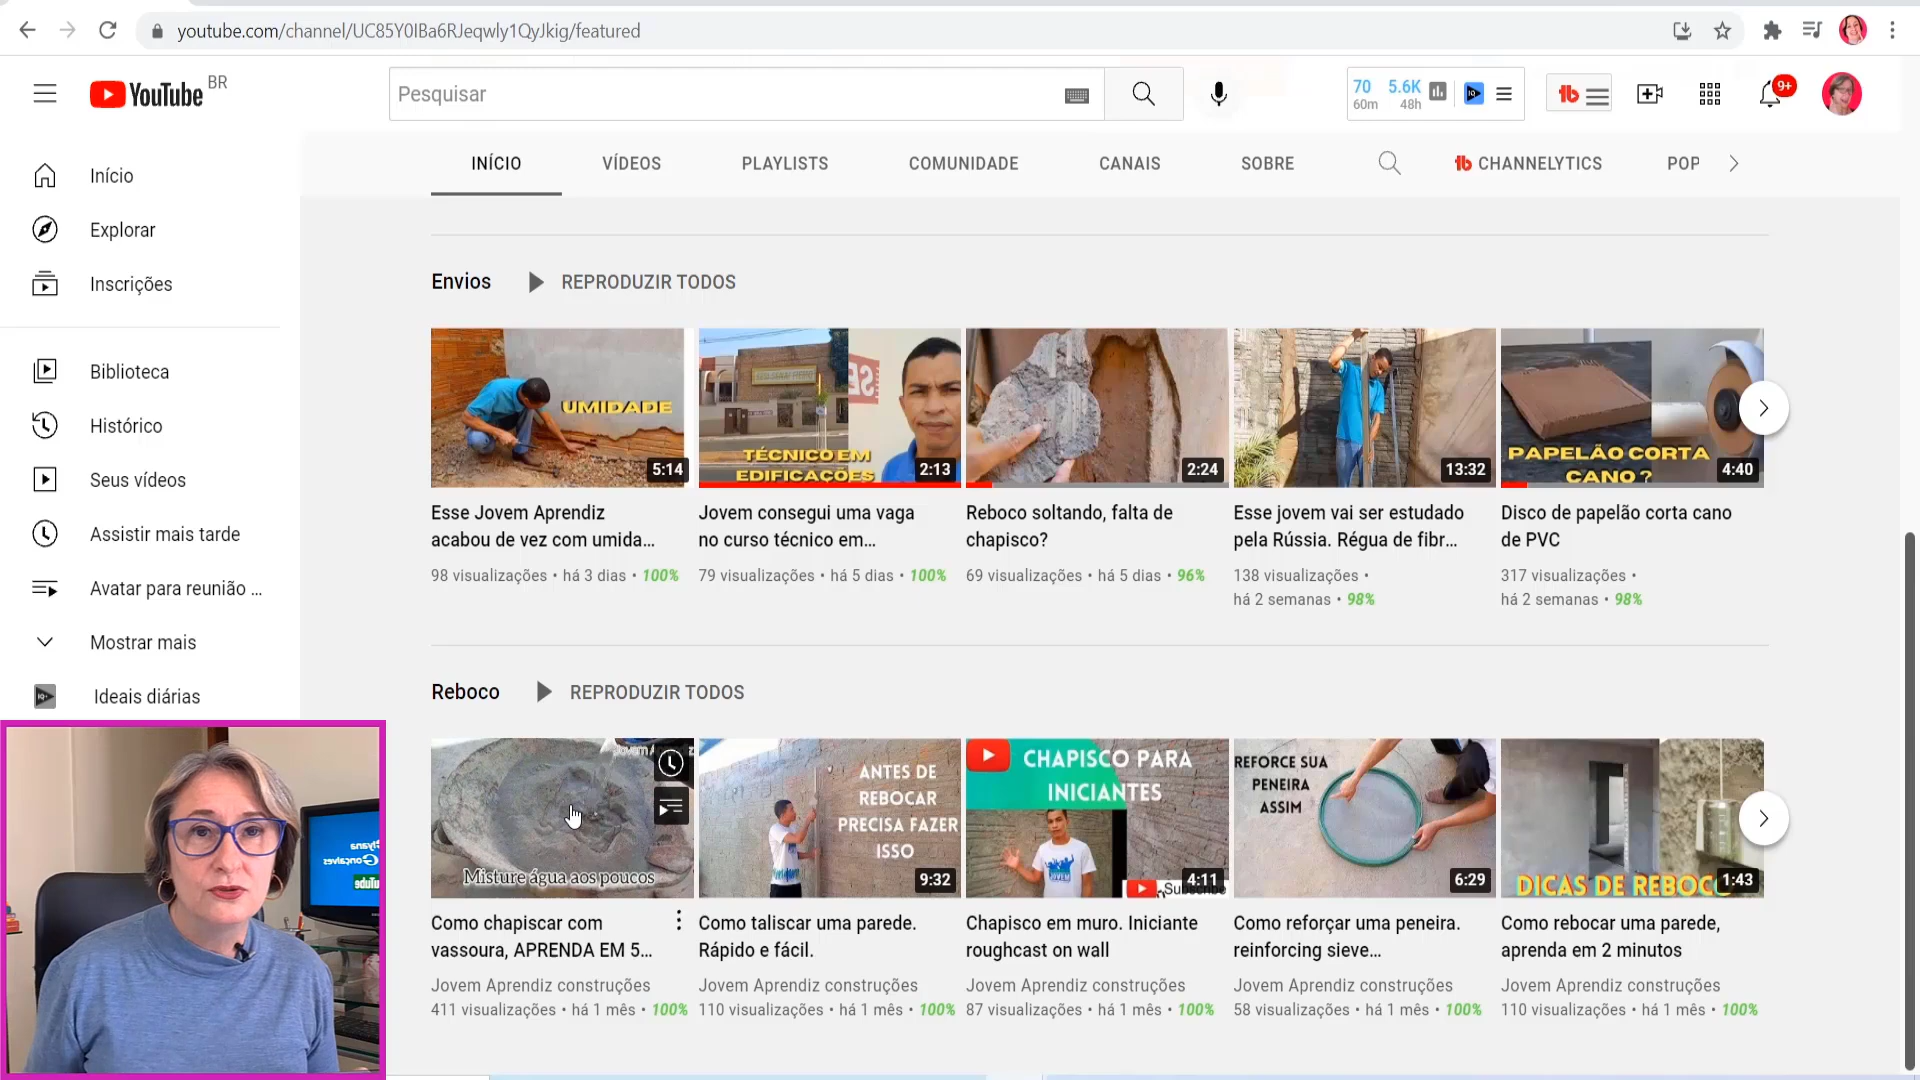 youtube.com/channel/UC85Y0IBa6RJeqwly1QyJkig/featured
YouTube BR
Pesquisar
70 5.6K
60m 48h
9+
INÍCIO VÍDEOS PLAYLISTS COMUNIDADE CANAIS SOBRE CHANNELYTICS POP
Início
Explorar
Inscrições
Biblioteca
Histórico
Seus vídeos
Assistir mais tarde
Avatar para reunião ...
Mostrar mais
Ideais diárias
Envios REPRODUZIR TODOS
UMIDADE
5:14
TÉCNICO EM
EDIFICAÇÕES
2:13
2:24
13:32
PAPELÃO CORTA
CANO ?
4:40
Esse Jovem Aprendiz
acabou de vez com umida...
98 visualizações • há 3 dias • 100%
Jovem consegui uma vaga
no curso técnico em...
79 visualizações • há 5 dias • 100%
Reboco soltando, falta de
chapisco?
69 visualizações • há 5 dias • 96%
Esse jovem vai ser estudado
pela Rússia. Régua de fibr...
138 visualizações •
há 2 semanas • 98%
Disco de papelão corta cano
de PVC
317 visualizações •
há 2 semanas • 98%
Reboco REPRODUZIR TODOS
Misture água aos poucos
ANTES DE
REBOCAR
PRECISA FAZER
ISSO
9:32
CHAPISCO PARA
INICIANTES
JOVEM
4:11
Subscribe
REFORCE SUA
PENEIRA
ASSIM
6:29
DICAS DE REBOCO
1:43
Como chapiscar com
vassoura, APRENDA EM 5...
Jovem Aprendiz construções
411 visualizações • há 1 mês • 100%
Como taliscar uma parede.
Rápido e fácil.
Jovem Aprendiz construções
110 visualizações • há 1 mês • 100%
Chapisco em muro. Iniciante
roughcast on wall
Jovem Aprendiz construções
87 visualizações • há 1 mês • 100%
Como reforçar uma peneira.
reinforcing sieve...
Jovem Aprendiz construções
58 visualizações • há 1 mês • 100%
Como rebocar uma parede,
aprenda em 2 minutos
Jovem Aprendiz construções
110 visualizações • há 1 mês • 100%
Elyana
Gonçalves